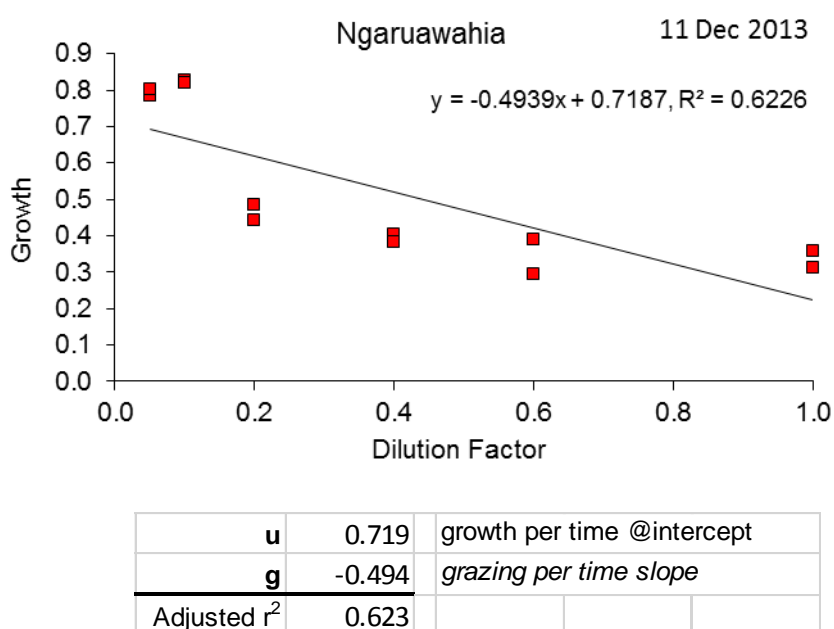 Ngaruawahia 11 Dec 2013
y = -0.4939x + 0.7187, R² = 0.6226
0.9
0.8
0.7
0.6
0.5
0.4
0.3
0.2
0.1
0.0
Growth
0.0 0.2 0.4 0.6 0.8 1.0
Dilution Factor
u 0.719 growth per time @intercept
g -0.494 grazing per time slope
Adjusted r² 0.623